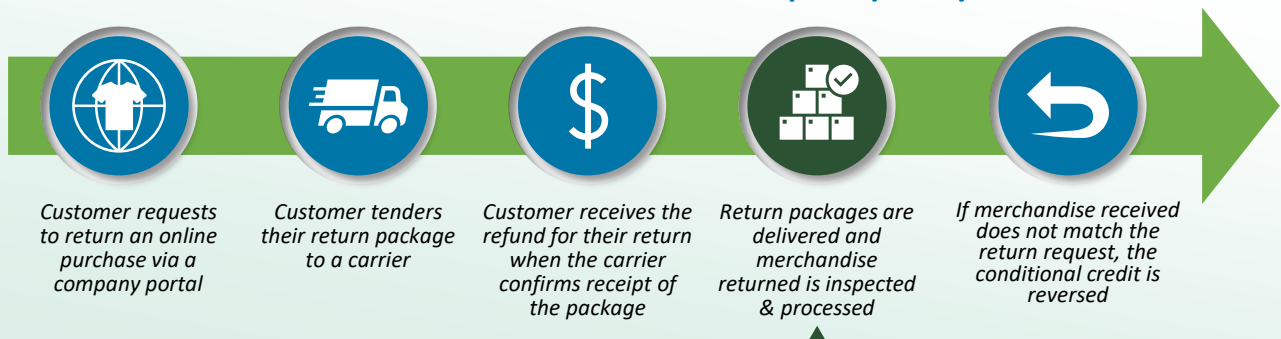 Customer requests
to return an online
purchase via a
company portal
Customer tenders
their return package
to a carrier
$
Customer receives the
refund for their return
when the carrier
confirms receipt of
the package
Return packages are
delivered and
merchandise
returned is inspected
& processed
If merchandise received
does not match the
return request, the
conditional credit is
reversed